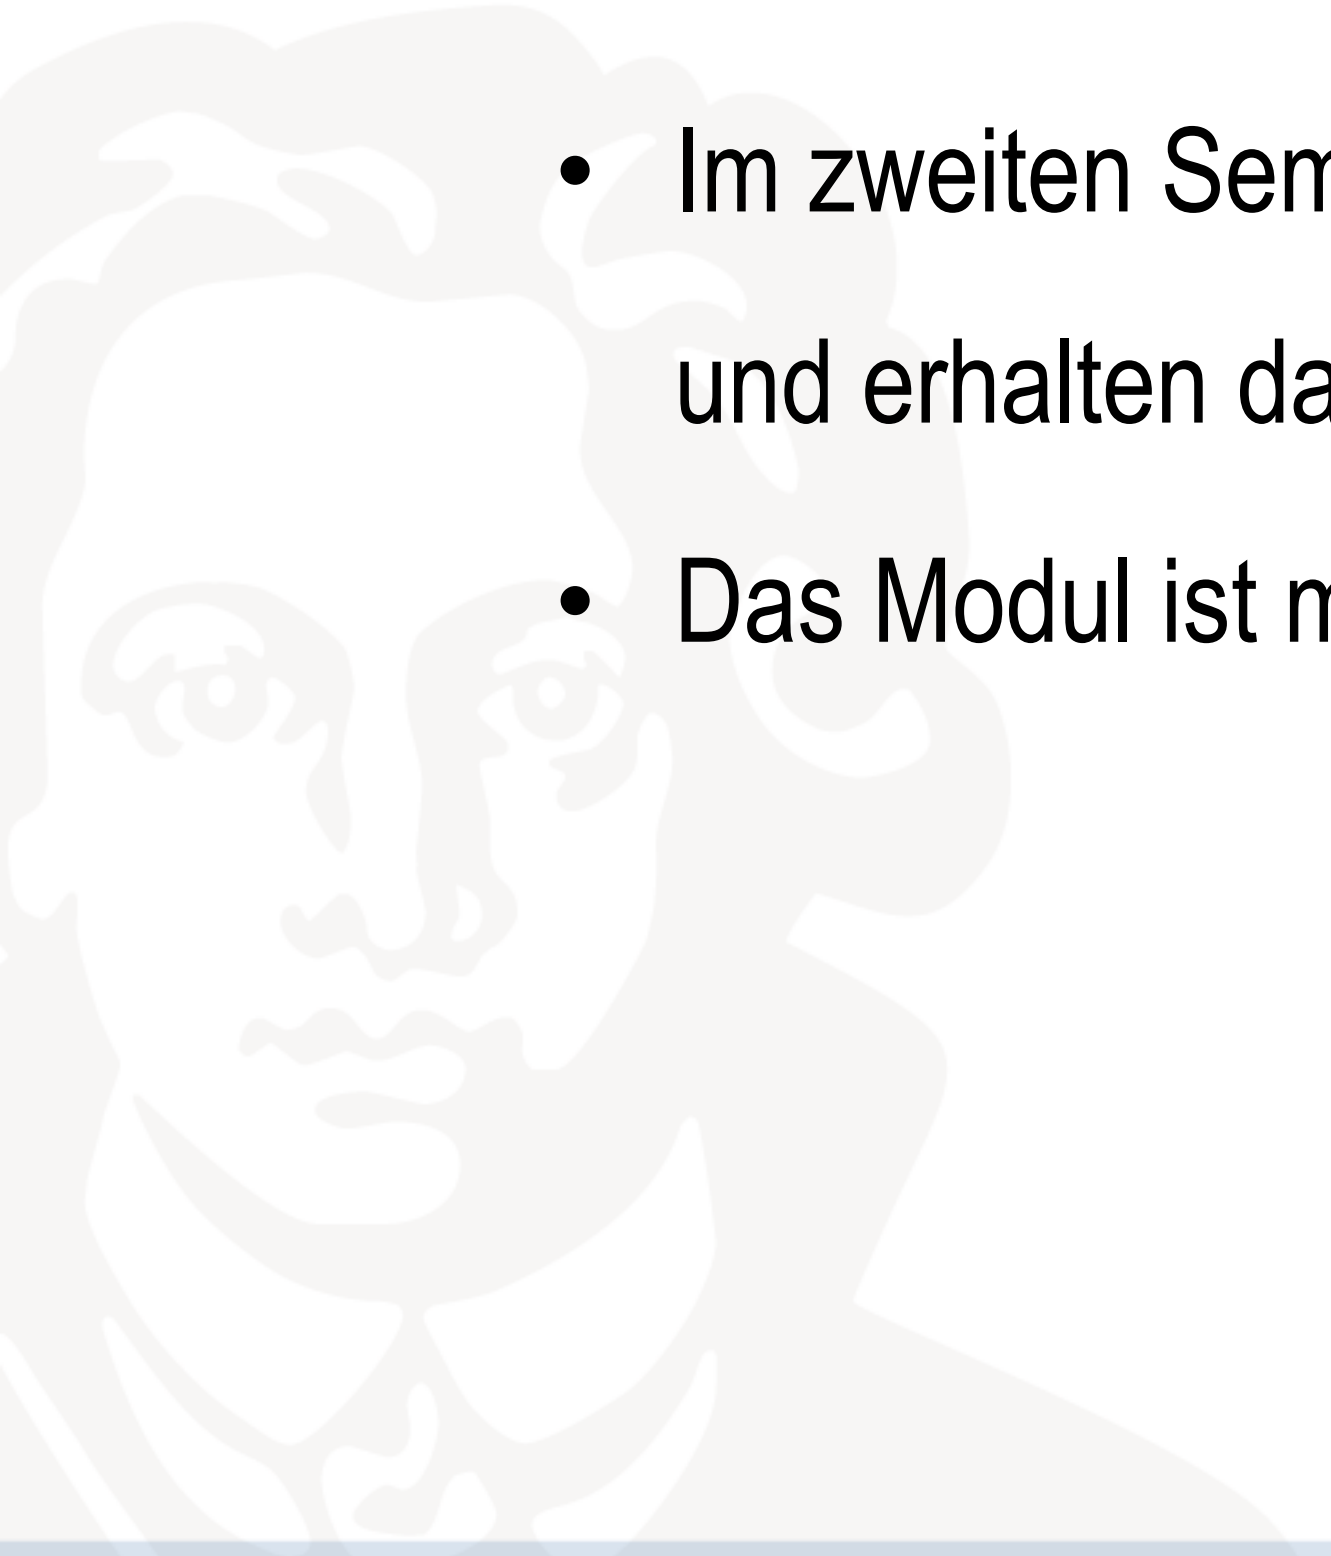 • Im zweiten Sem
und erhalten da
• Das Modul ist m